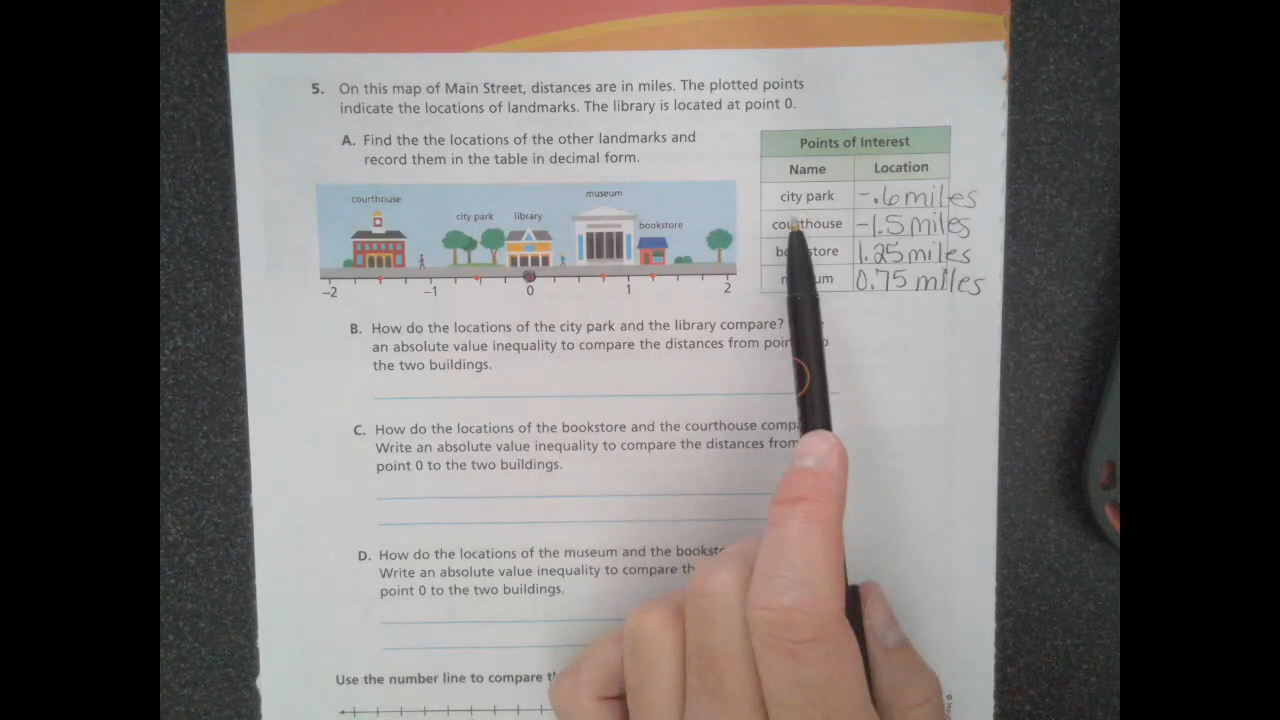 5. On this map of Main Street, distances are in miles. The plotted points
indicate the locations of landmarks. The library is located at point 0.
A. Find the the locations of the other landmarks and
record them in the table in decimal form.
courthouse
city park
library
museum
bookstore
-2 -1 0 1 2
Points of Interest
Name Location
city park -.6 miles
courthouse -1.5 miles
store 1.25 miles
0.75 miles
B. How do the locations of the city park and the library compare?
an absolute value inequality to compare the distances from
the two buildings.
C. How do the locations of the bookstore and the courthouse
Write an absolute value inequality to compare the distances from
point 0 to the two buildings.
D. How do the locations of the museum and the
Write an absolute value inequality to compare
point 0 to the two buildings.
Use the number line to compare